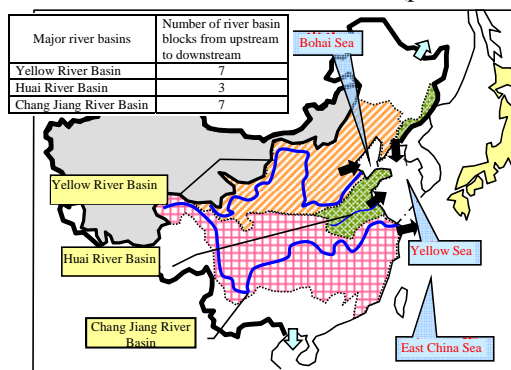 Major river basins
Number of river basin
blocks from upstream
to downstream
Yellow River Basin 7
Huai River Basin 3
Chang Jiang River Basin 7
Bohai Sea
Yellow River Basin
Huai River Basin
Yellow Sea
Chang Jiang River
Basin
East China Sea